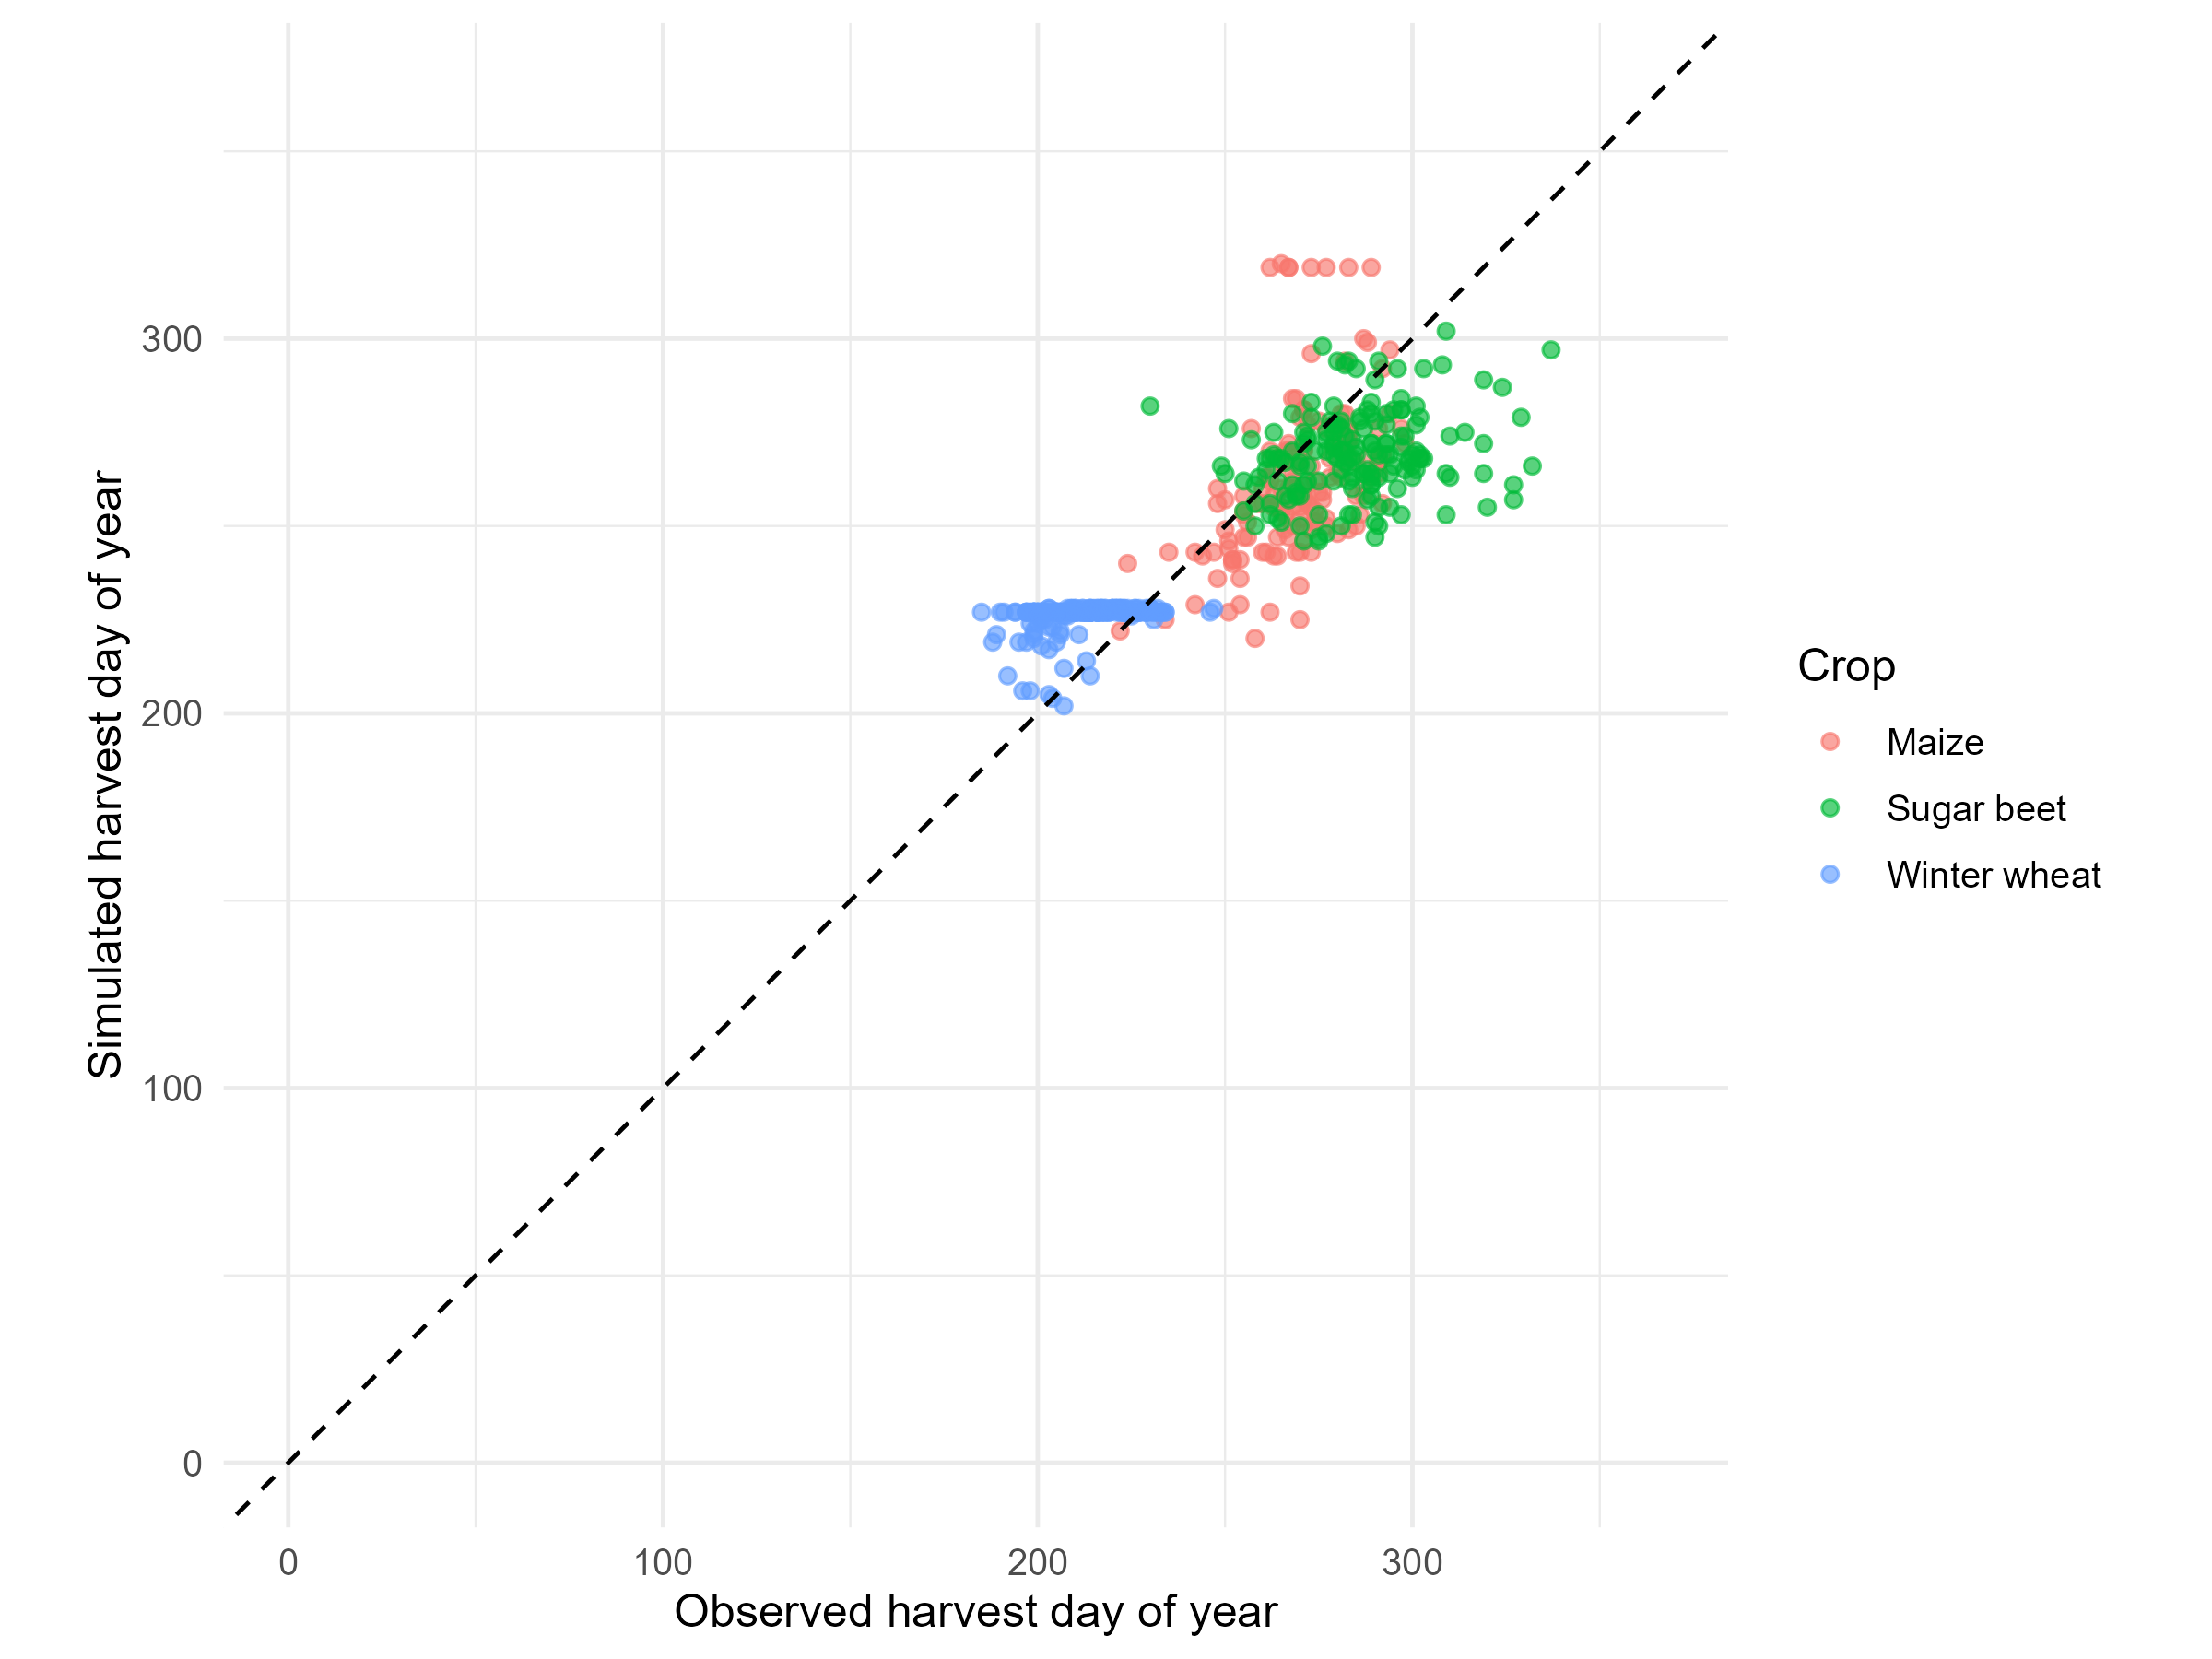 Simulated harvest day of year
300
200
100
0
0 100 200 300
Observed harvest day of year
Crop
Maize
Sugar beet
Winter wheat